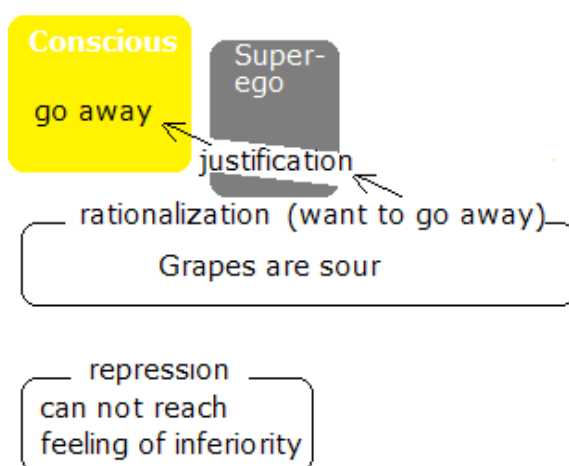 Conscious
Super-
ego
go away
justification
rationalization (want to go away)
Grapes are sour
repression
can not reach
feeling of inferiority